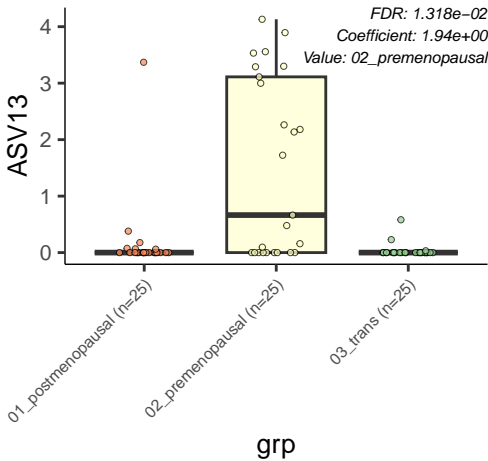 FDR: 1.318e−02
Coefficient: 1.94e+00
Value: 02_premenopausal
4
3
2
1
0
ASV13
01_postmenopausal (n=25)
02_premenopausal (n=25)
03_trans (n=25)
grp